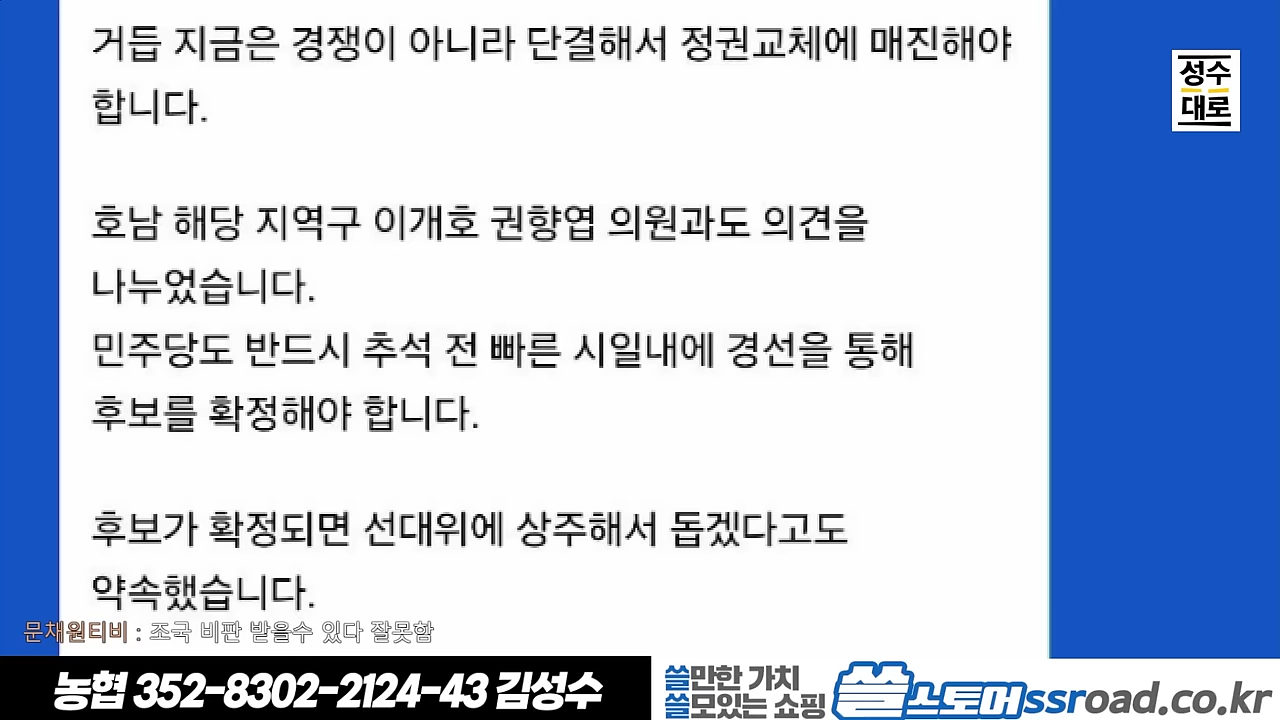 거듭 지금은 경쟁이 아니라 단결해서 정권교체에 매진해야
합니다.
성수
대로
호남 해당 지역구 이개호 권향엽 의원과도 의견을
나누었습니다.
민주당도 반드시 추석 전 빠른 시일내에 경선을 통해
후보를 확정해야 합니다.
후보가 확정되면 선대위에 상주해서 돕겠다고도
약속했습니다.
문채원티비 : 조국 비판 받을수 있다 잘못함
농협 352-8302-2124-43 김성수
쓸만한 가치
쓸모있는 쇼핑
쓸스토어ssroad.co.kr